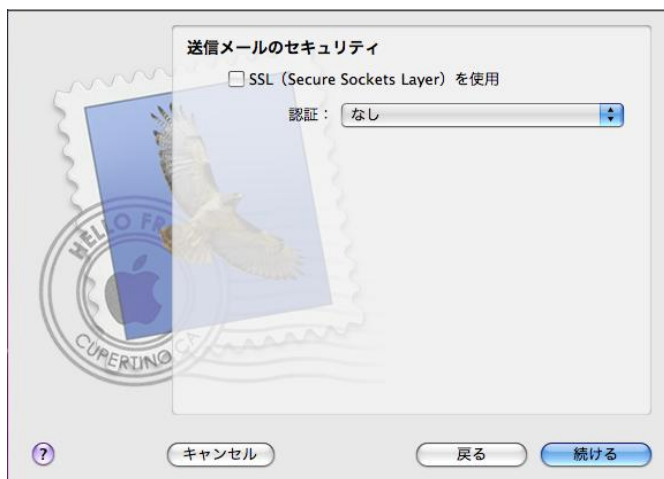 送信メールのセキュリティ
SSL（Secure Sockets Layer）を使用
認証： なし
HELLO FR
CUPERTINO CA
? キャンセル 戻る 続ける